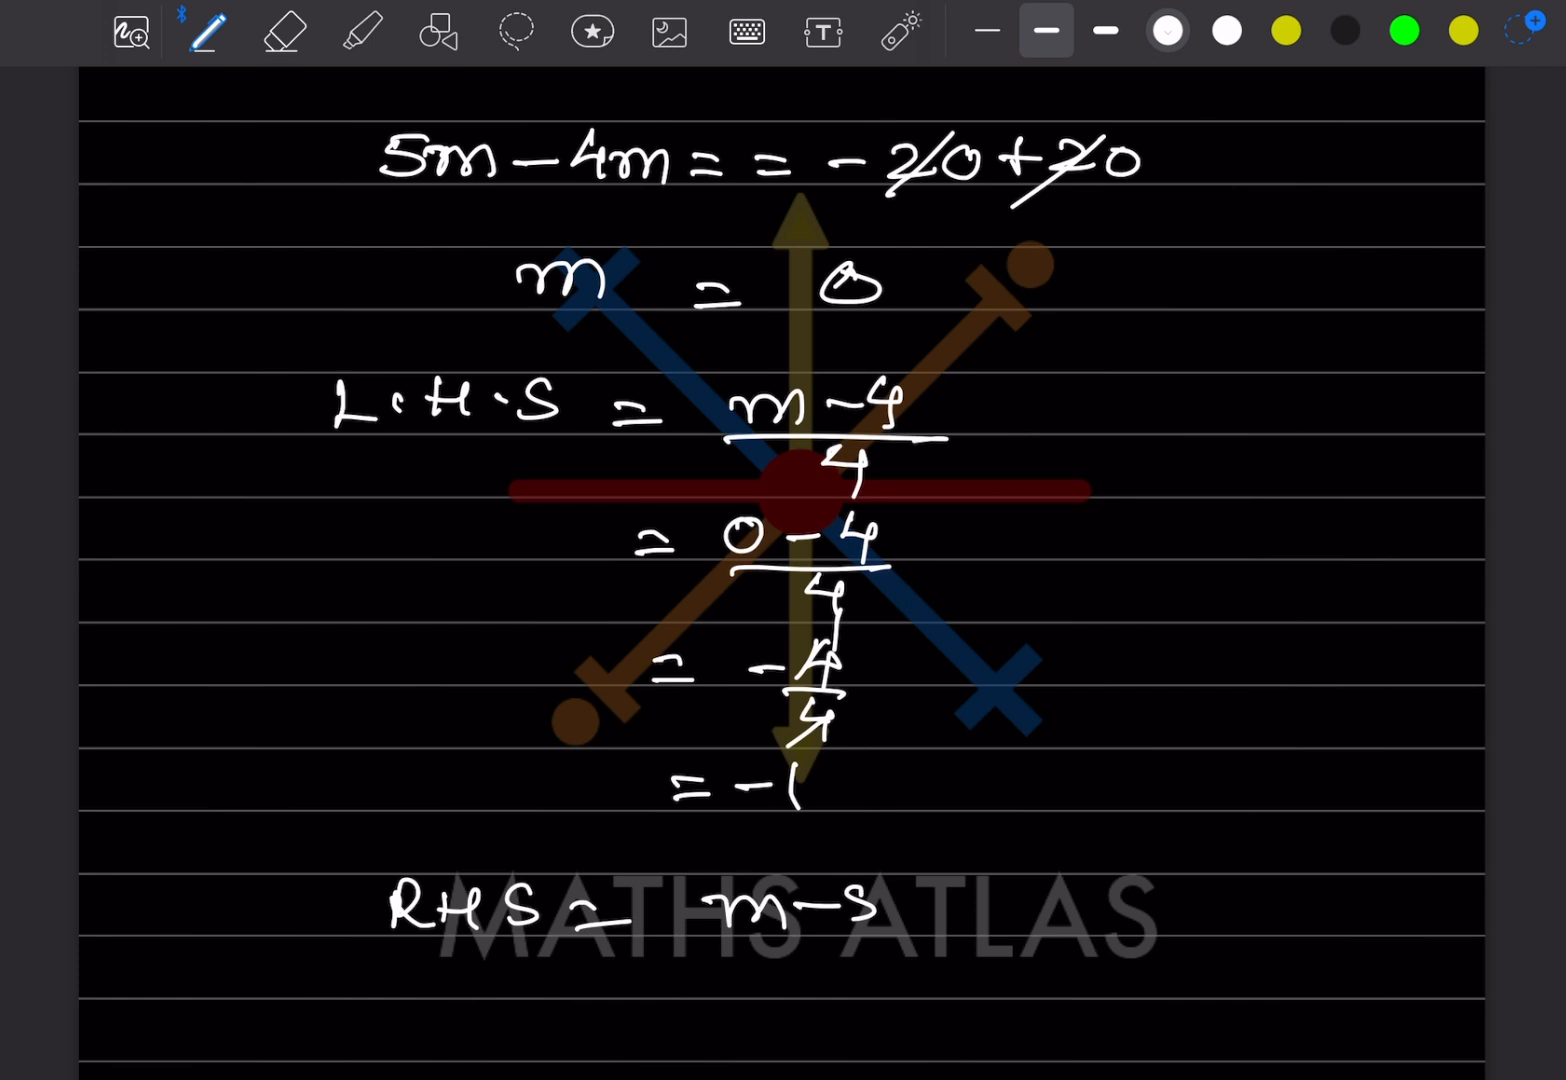 5m - 4m = = - 20 + 20
m = 0
L.H.S = m - 4
4
= 0 - 4
4
= - 4
4
= - 1
RHS = m - 5
MATHS ATLAS